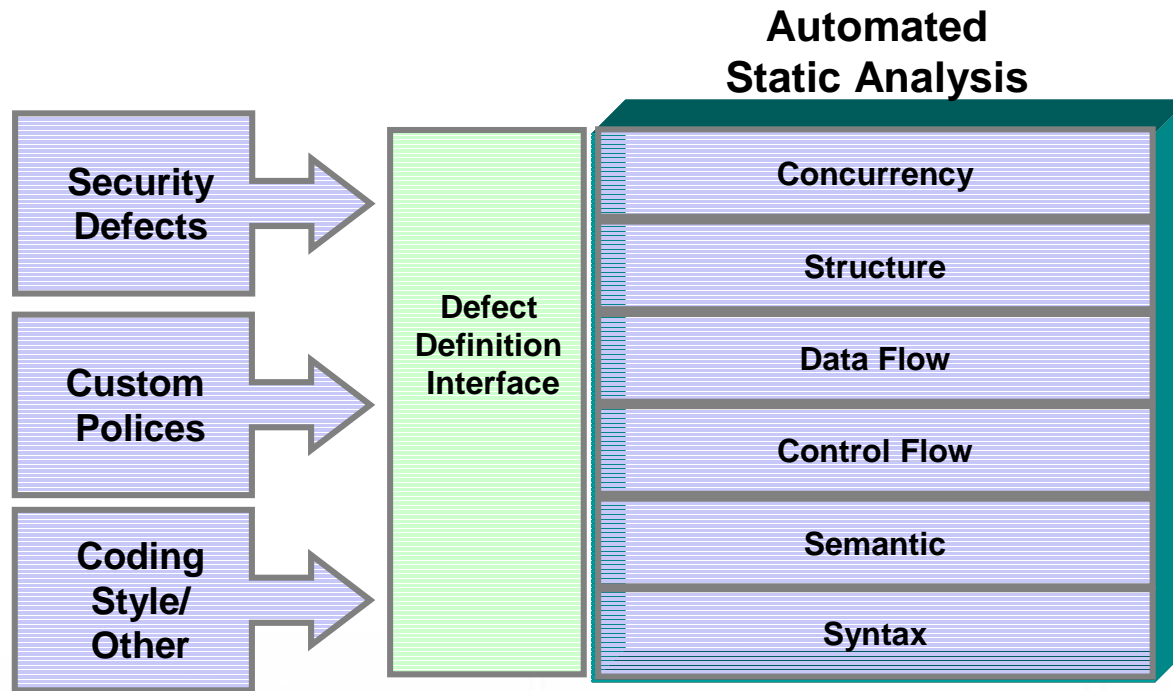 Automated
Static Analysis
Security
Defects
Custom
Polices
Coding
Style/
Other
Defect
Definition
Interface
Concurrency
Structure
Data Flow
Control Flow
Semantic
Syntax